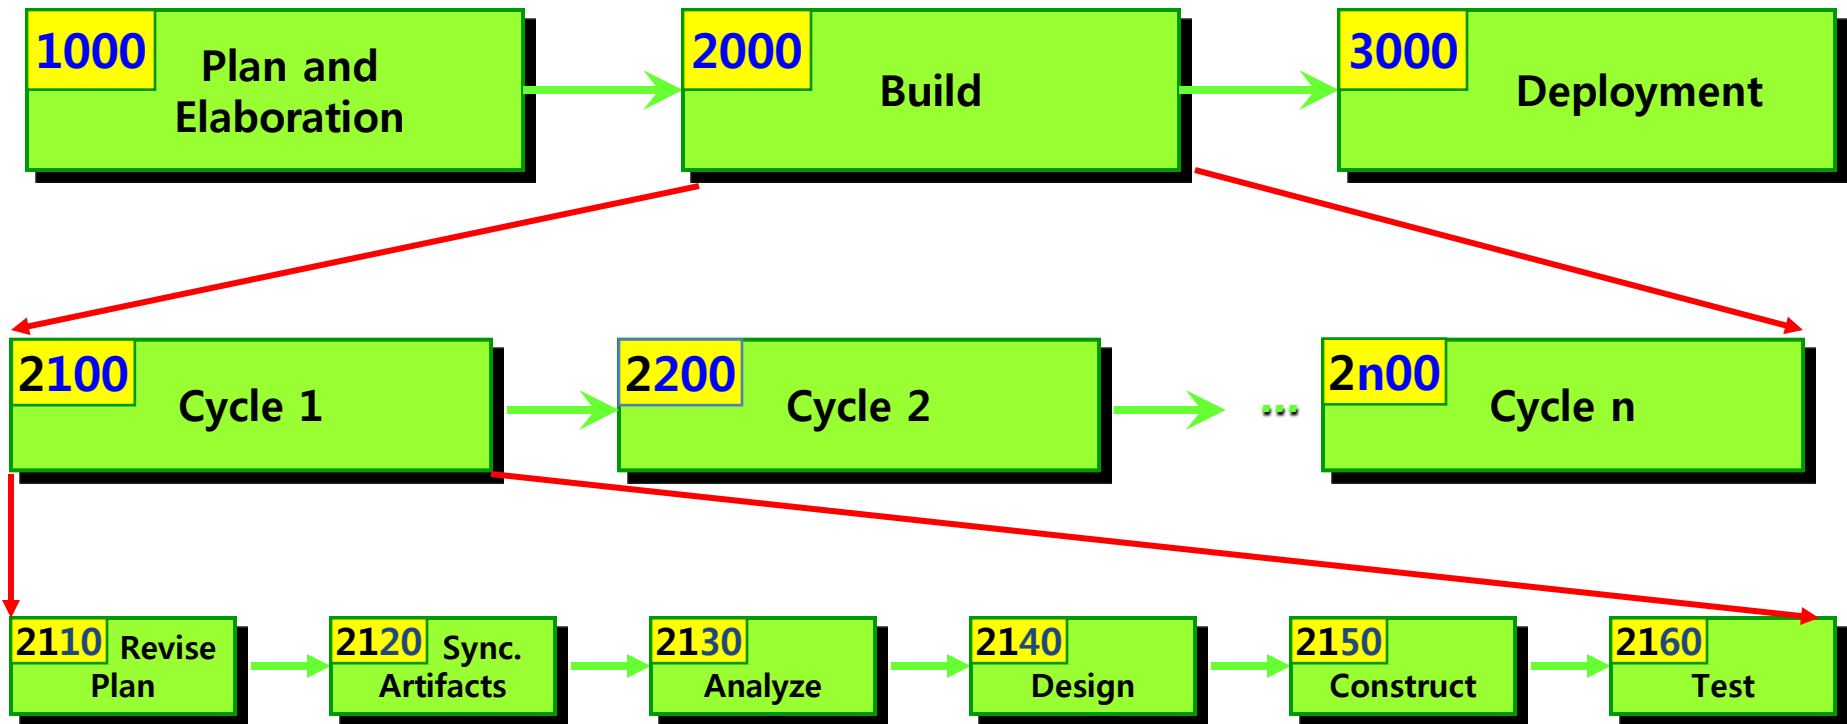 1000
Plan and
Elaboration
2000
Build
3000
Deployment
2100
Cycle 1
2200
Cycle 2
...
2n00
Cycle n
2110 Revise
Plan
2120 Sync.
Artifacts
2130
Analyze
2140
Design
2150
Construct
2160
Test